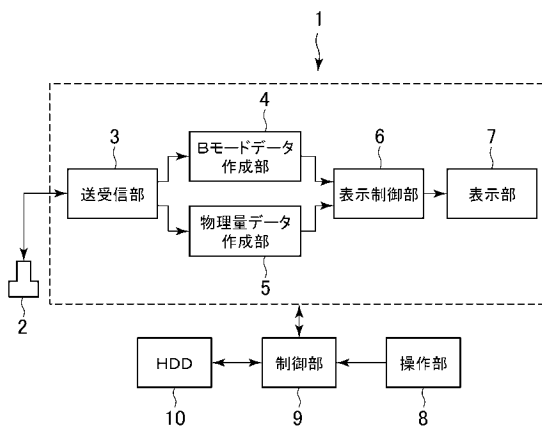 1
4
3
Bモードデータ
作成部
6
7
送受信部
表示制御部
表示部
物理量データ
作成部
5
2
HDD
制御部
操作部
10
9
8